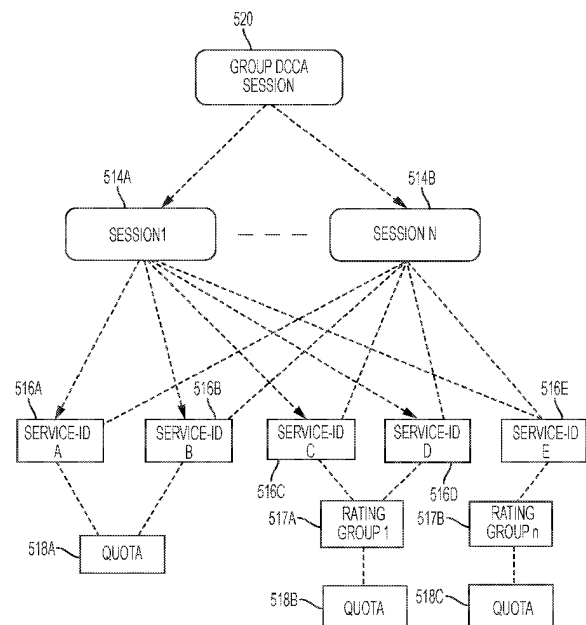 520
GROUP DCCA
SESSION
514A
514B
SESSION1
SESSION N
516A
516B
516E
SERVICE-ID
A
SERVICE-ID
B
SERVICE-ID
C
SERVICE-ID
D
SERVICE-ID
E
516C
516D
517A
RATING
GROUP 1
517B
RATING
GROUP n
518A
QUOTA
518B
QUOTA
518C
QUOTA